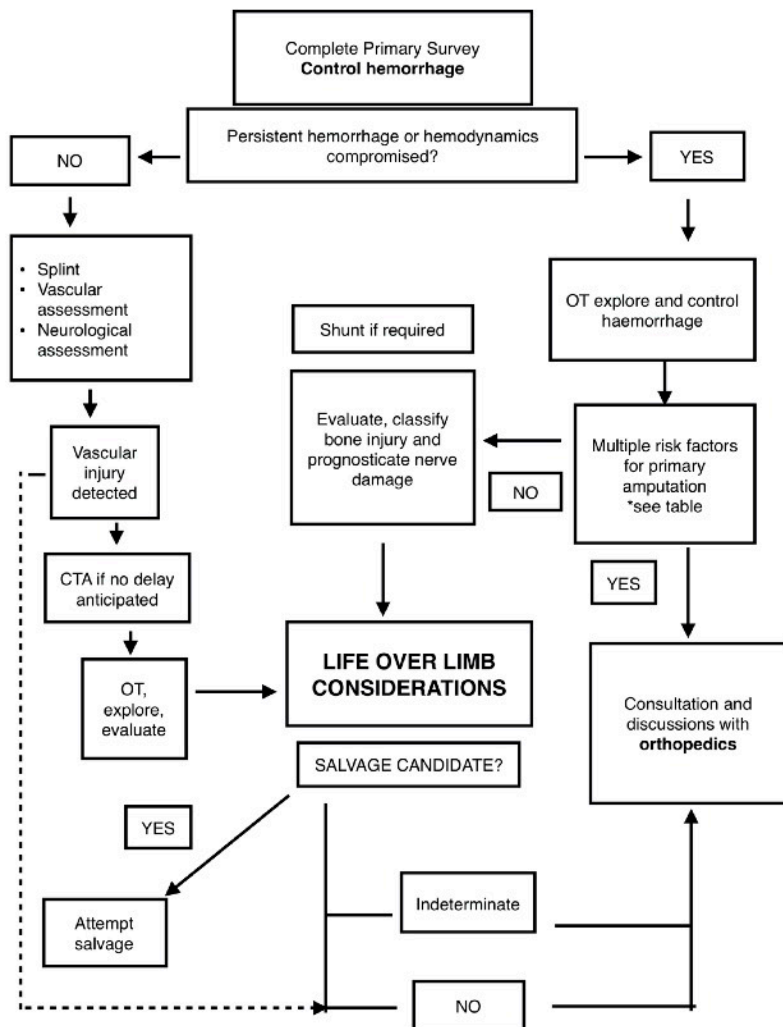 Complete Primary Survey
Control hemorrhage
Persistent hemorrhage or hemodynamics
compromised?
NO
YES
• Splint
• Vascular
assessment
• Neurological
assessment
OT explore and control
haemorrhage
Shunt if required
Evaluate, classify
bone injury and
prognosticate nerve
damage
Multiple risk factors
for primary
amputation
*see table
NO
YES
Vascular
injury
detected
CTA if no delay
anticipated
OT,
explore,
evaluate
LIFE OVER LIMB
CONSIDERATIONS
Consultation and
discussions with
orthopedics
SALVAGE CANDIDATE?
YES
Attempt
salvage
Indeterminate
NO